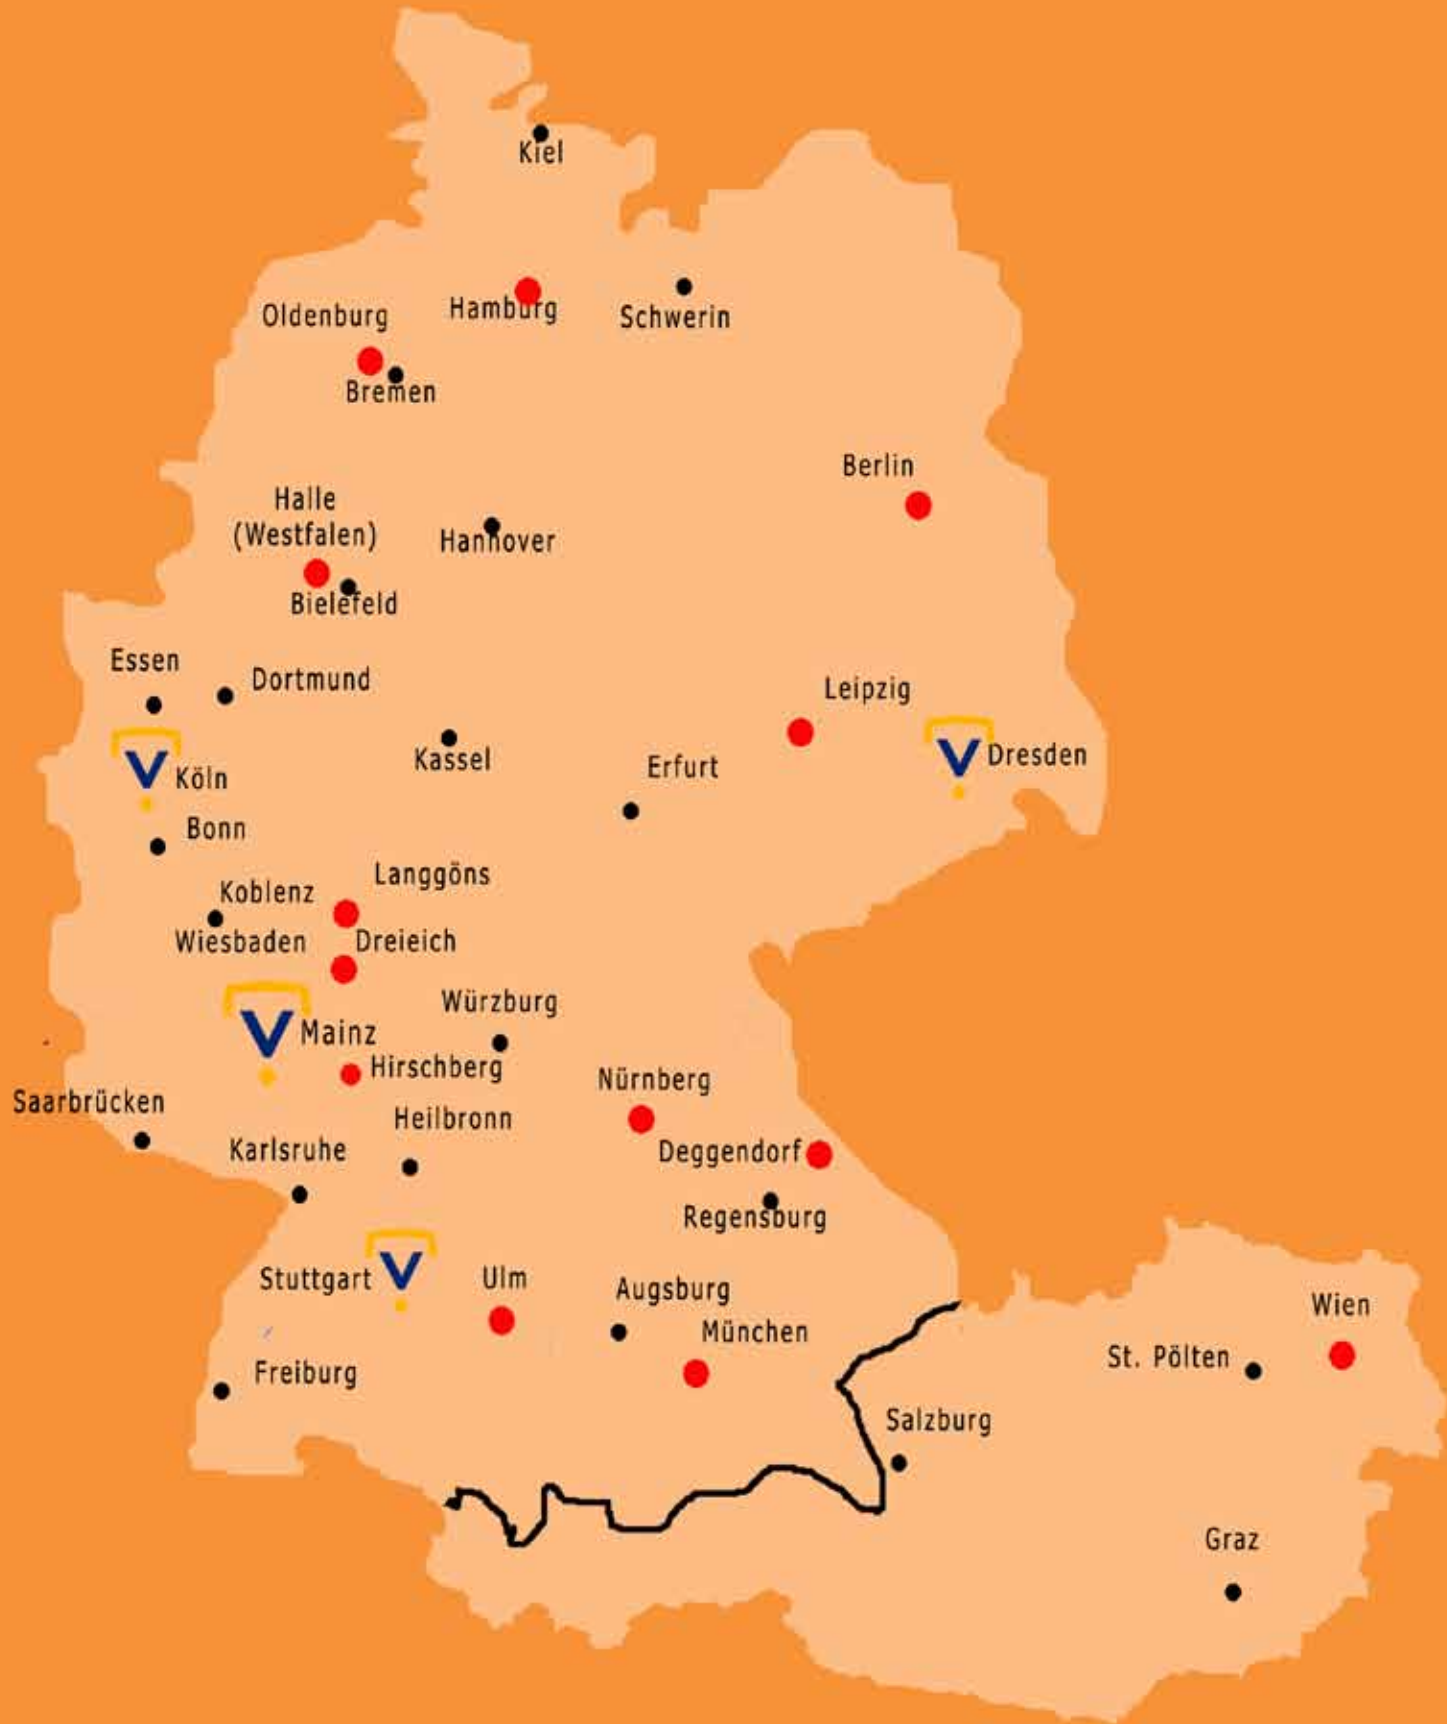 Kiel
Oldenburg
Hamburg
Schwerin
Bremen
Berlin
Halle
(Westfalen)
Hannover
Bielefeld
Essen
Dortmund
Leipzig
Kassel
Erfurt
V Dresden
V Köln
Bonn
Langgöns
Koblenz
Wiesbaden
Dreieich
Würzburg
V Mainz
Hirschberg
Nürnberg
Saarbrücken
Heilbronn
Karlsruhe
Deggendorf
Regensburg
Stuttgart V
Ulm
Augsburg
Wien
München
St. Pölten
Freiburg
Salzburg
Graz